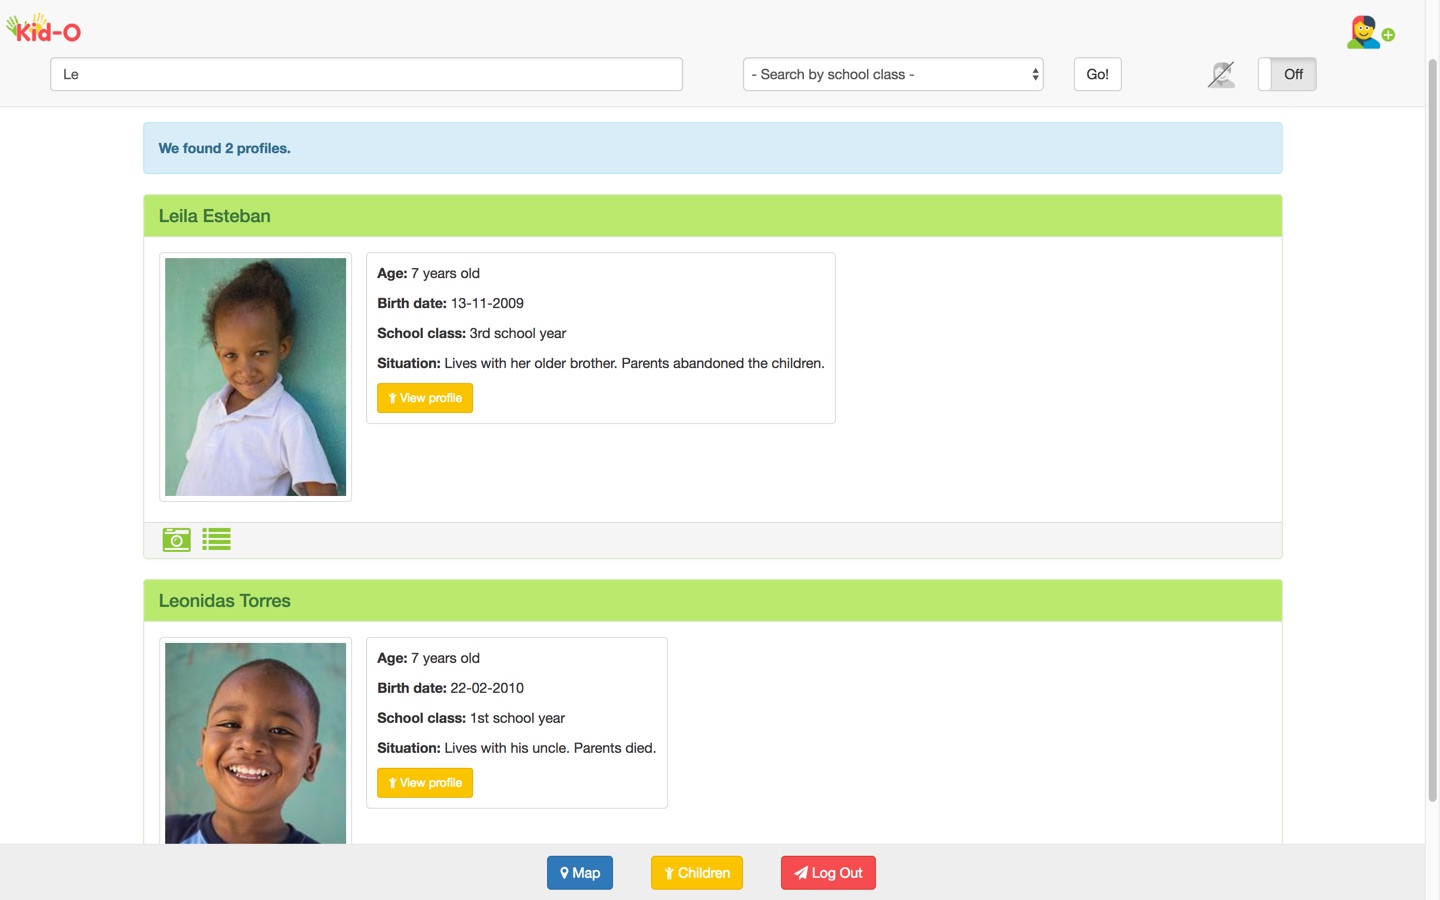 Kid-O
Le
- Search by school class -
Go!
Off
We found 2 profiles.
Leila Esteban
Age: 7 years old
Birth date: 13-11-2009
School class: 3rd school year
Situation: Lives with her older brother. Parents abandoned the children.
View profile
Leonidas Torres
Age: 7 years old
Birth date: 22-02-2010
School class: 1st school year
Situation: Lives with his uncle. Parents died.
View profile
Map
Children
Log Out